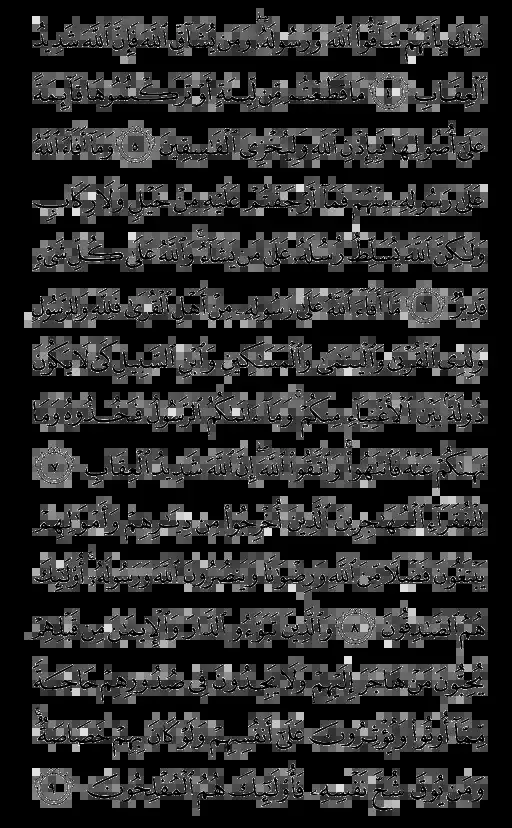 ذَٰلِكَ بِأَنَّهُمْ شَآقُّوا۟ ٱللَّهَ وَرَسُولَهُۥ وَمَن يُشَآقِّ ٱللَّهَ فَإِنَّ ٱللَّهَ شَدِيدُ
ٱلْعِقَابِ ٤ مَا قَطَعْتُم مِّن لِّينَةٍ أَوْ تَرَكْتُمُوهَا قَآئِمَةً
عَلَىٰٓ أُصُولِهَا فَبِإِذْنِ ٱللَّهِ وَلِيُخْزِىَ ٱلْفَٰسِقِينَ ٥ وَمَآ أَفَآءَ ٱللَّهُ
عَلَىٰ رَسُولِهِۦ مِنْهُمْ فَمَآ أَوْجَفْتُمْ عَلَيْهِ مِنْ خَيْلٍ وَلَا رِكَابٍ
وَلَٰكِنَّ ٱللَّهَ يُسَلِّطُ رُسُلَهُۥ عَلَىٰ مَن يَشَآءُ وَٱللَّهُ عَلَىٰ كُلِّ شَىْءٍ
قَدِيرٌ ٦ مَّآ أَفَآءَ ٱللَّهُ عَلَىٰ رَسُولِهِۦ مِنْ أَهْلِ ٱلْقُرَىٰ فَلِلَّهِ وَلِلرَّسُولِ
وَلِذِى ٱلْقُرْبَىٰ وَٱلْيَتَٰمَىٰ وَٱلْمَسَٰكِينِ وَٱبْنِ ٱلسَّبِيلِ كَىْ لَا يَكُونَ
دُولَةًۢ بَيْنَ ٱلْأَغْنِيَآءِ مِنكُمْ وَمَآ ءَاتَىٰكُمُ ٱلرَّسُولُ فَخُذُوهُ وَمَا
نَهَىٰكُمْ عَنْهُ فَٱنتَهُوا۟ وَٱتَّقُوا۟ ٱللَّهَ إِنَّ ٱللَّهَ شَدِيدُ ٱلْعِقَابِ ٧
لِلْفُقَرَآءِ ٱلْمُهَٰجِرِينَ ٱلَّذِينَ أُخْرِجُوا۟ مِن دِيَٰرِهِمْ وَأَمْوَٰلِهِمْ
يَبْتَغُونَ فَضْلًا مِّنَ ٱللَّهِ وَرِضْوَٰنًا وَيَنصُرُونَ ٱللَّهَ وَرَسُولَهُۥٓ أُو۟لَٰٓئِكَ
هُمُ ٱلصَّٰدِقُونَ ٨ وَٱلَّذِينَ تَبَوَّءُو ٱلدَّارَ وَٱلْإِيمَٰنَ مِن قَبْلِهِمْ
يُحِبُّونَ مَنْ هَاجَرَ إِلَيْهِمْ وَلَا يَجِدُونَ فِى صُدُورِهِمْ حَاجَةً
مِّمَّآ أُوتُوا۟ وَيُؤْثِرُونَ عَلَىٰٓ أَنفُسِهِمْ وَلَوْ كَانَ بِهِمْ خَصَاصَةٌ
وَمَن يُوقَ شُحَّ نَفْسِهِۦ فَأُو۟لَٰٓئِكَ هُمُ ٱلْمُفْلِحُونَ ٩